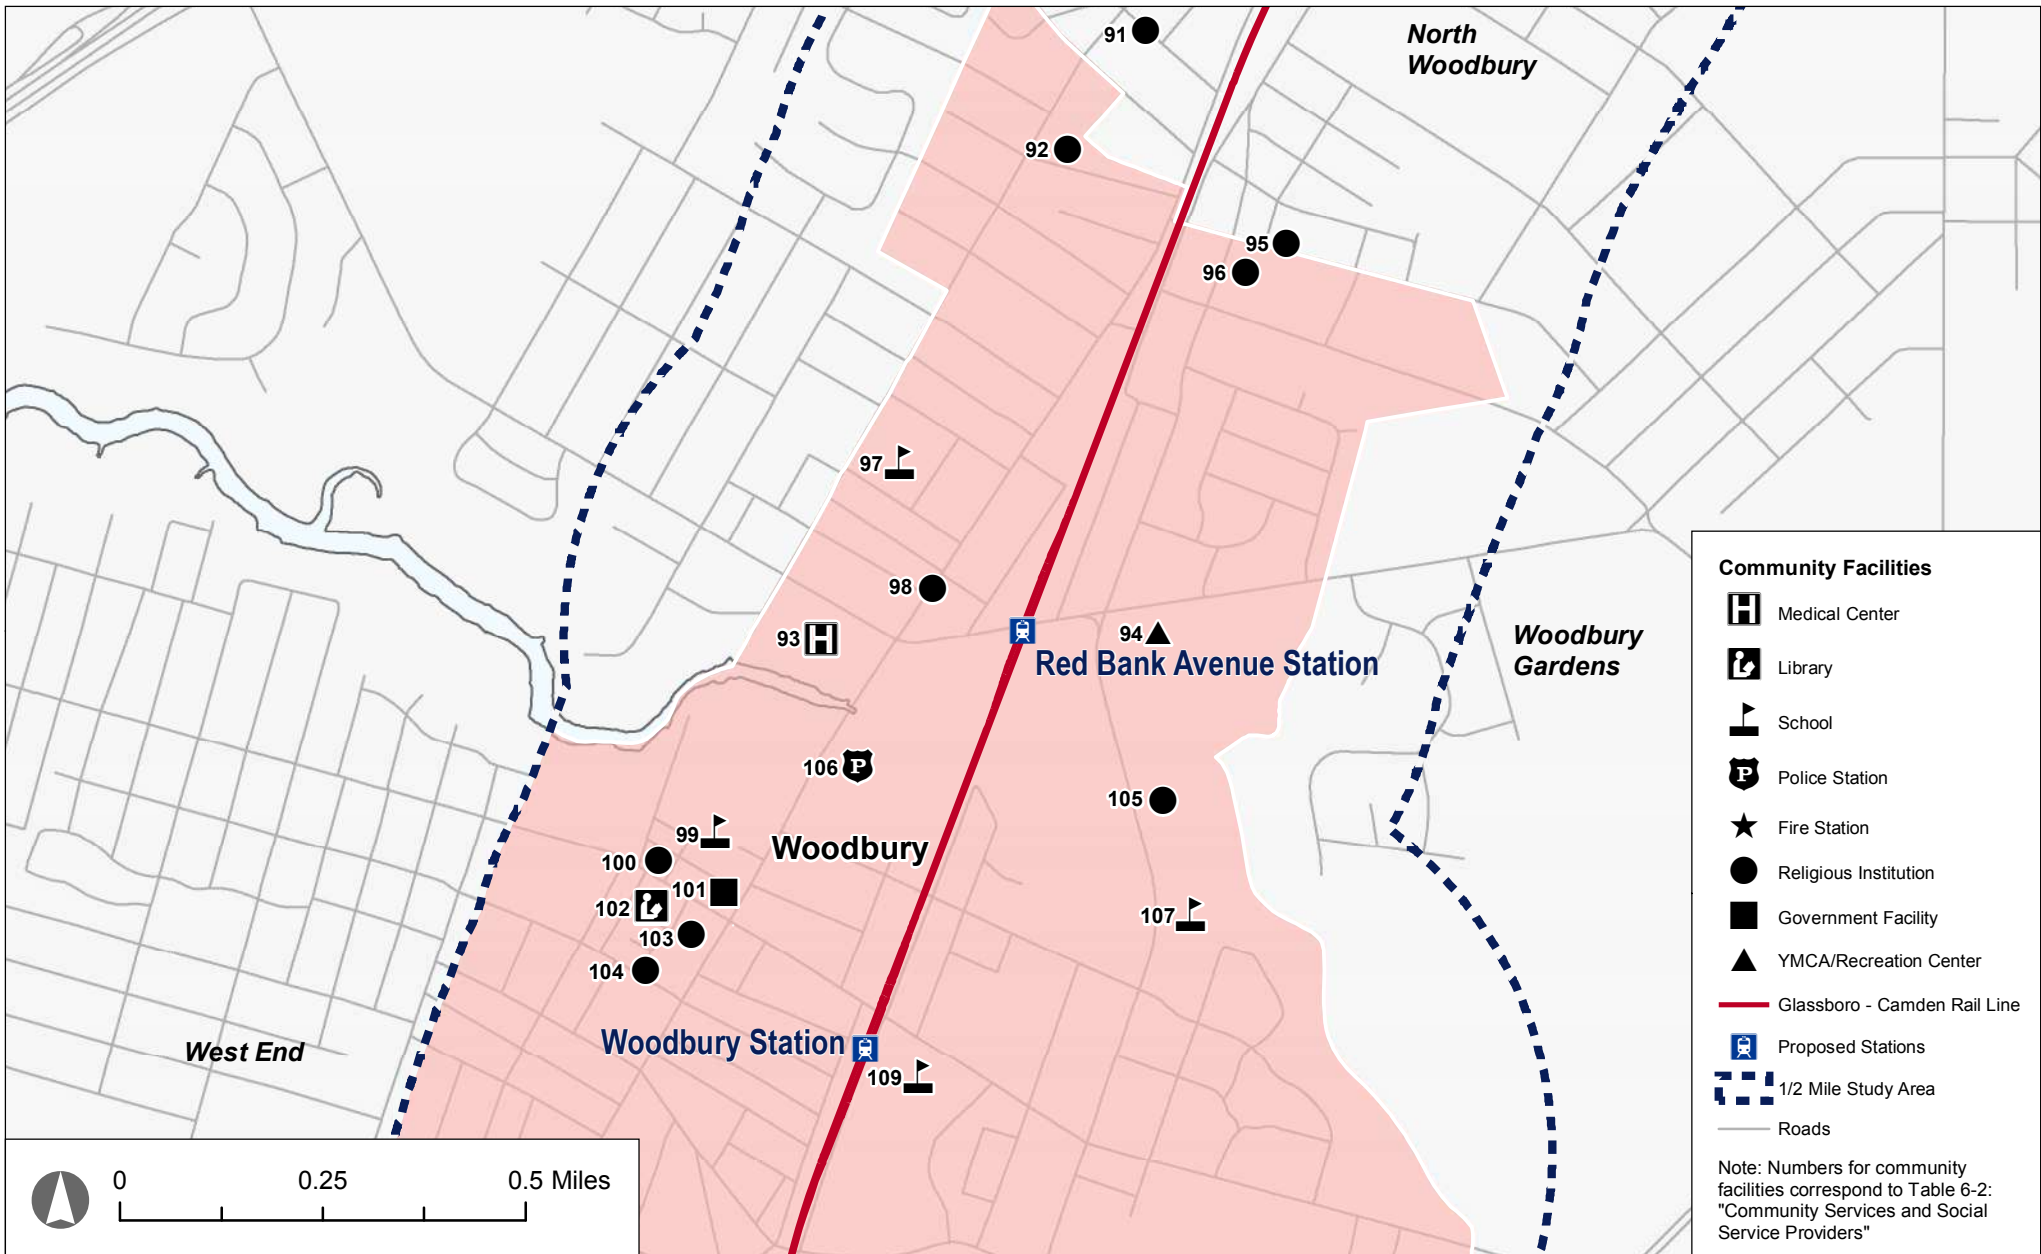 91
North
Woodbury
92
95
96
97
98
93
94
Red Bank Avenue Station
Woodbury
Gardens
106
105
99
Woodbury
100
101
102
103
107
104
Woodbury Station
109
West End
0 0.25 0.5 Miles
Community Facilities
Medical Center
Library
School
P Police Station
Fire Station
Religious Institution
Government Facility
YMCA/Recreation Center
Glassboro - Camden Rail Line
Proposed Stations
1/2 Mile Study Area
Roads
Note: Numbers for community
facilities correspond to Table 6-2:
"Community Services and Social
Service Providers"